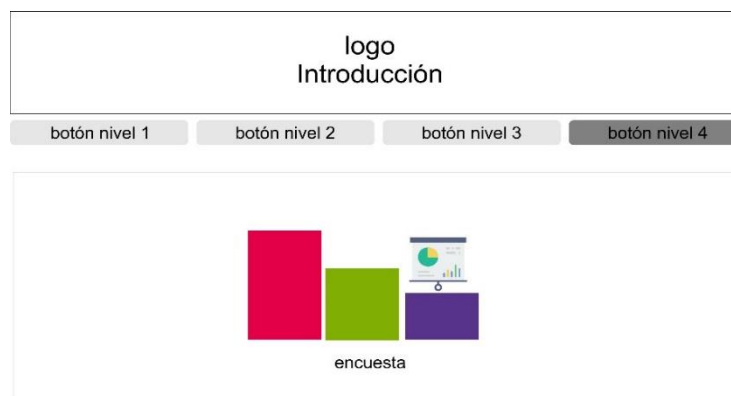 logo
Introducción
botón nivel 1
botón nivel 2
botón nivel 3
botón nivel 4
encuesta